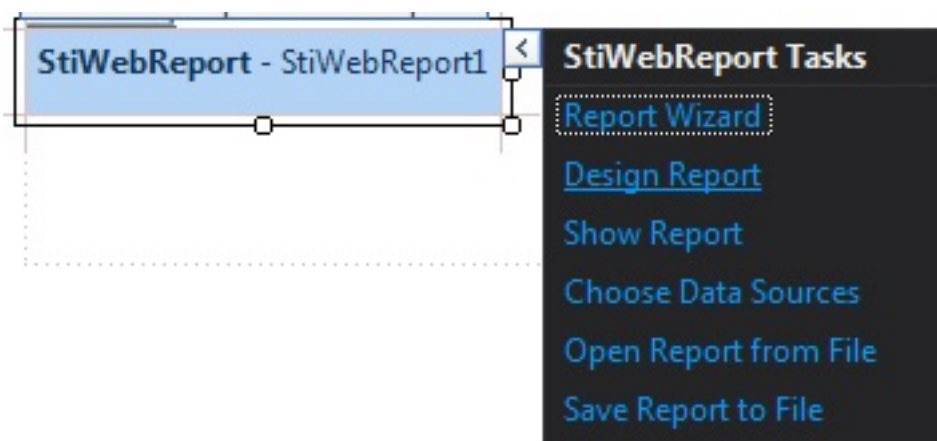 StiWebReport - StiWebReport1
StiWebReport Tasks
Report Wizard
Design Report
Show Report
Choose Data Sources
Open Report from File
Save Report to File